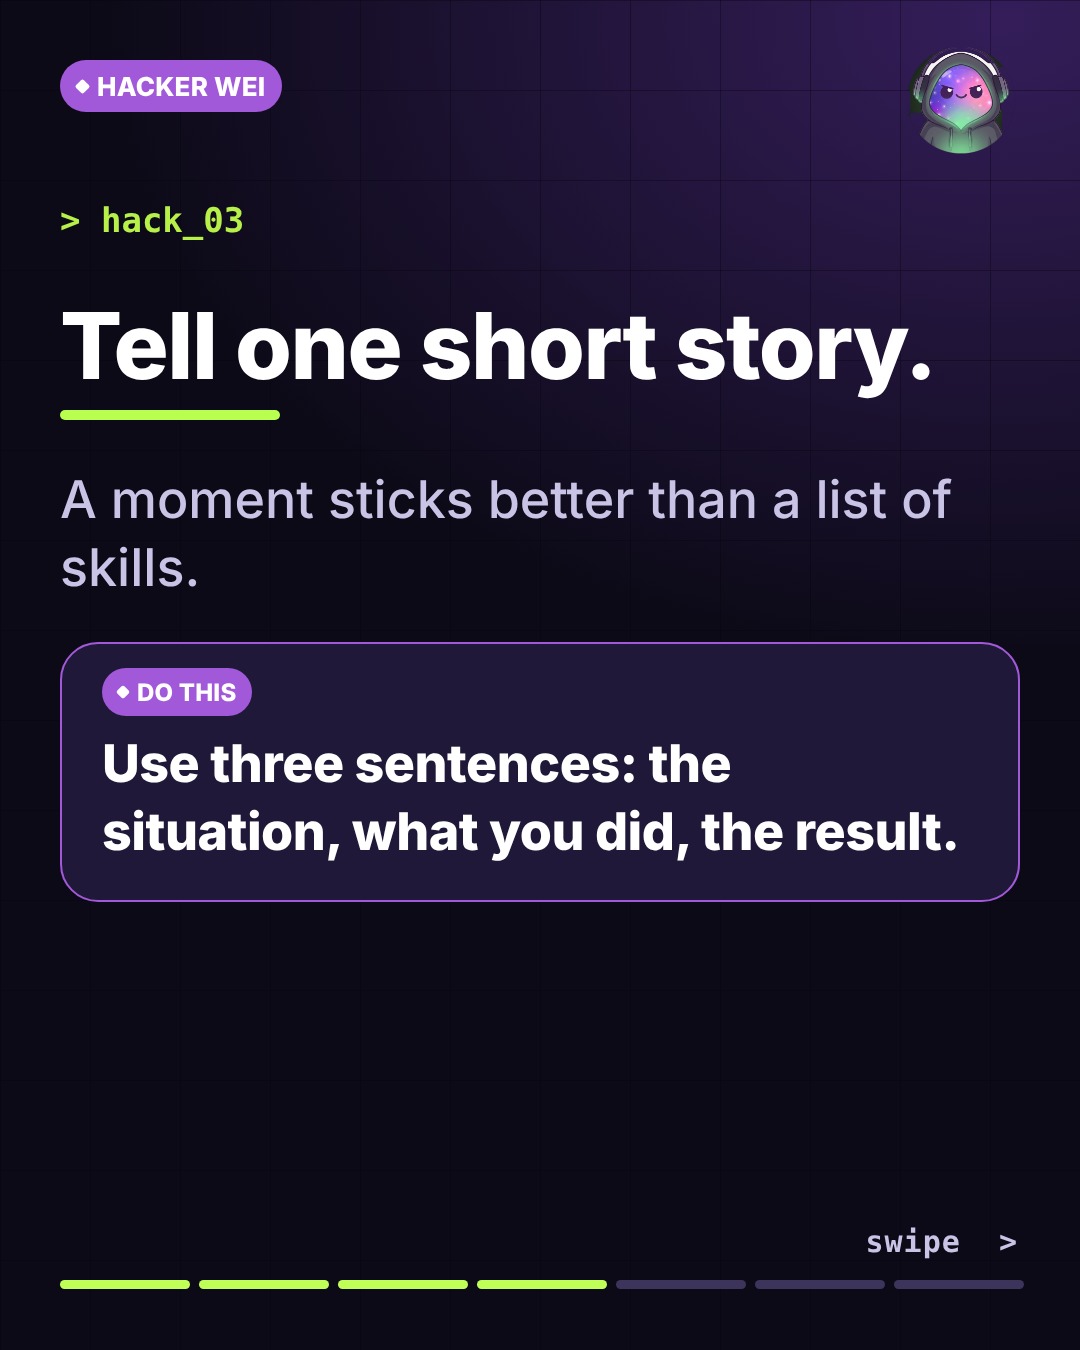 HACKER WEI
> hack_03
Tell one short story.
A moment sticks better than a list of
skills.
DO THIS
Use three sentences: the
situation, what you did, the result.
swipe >